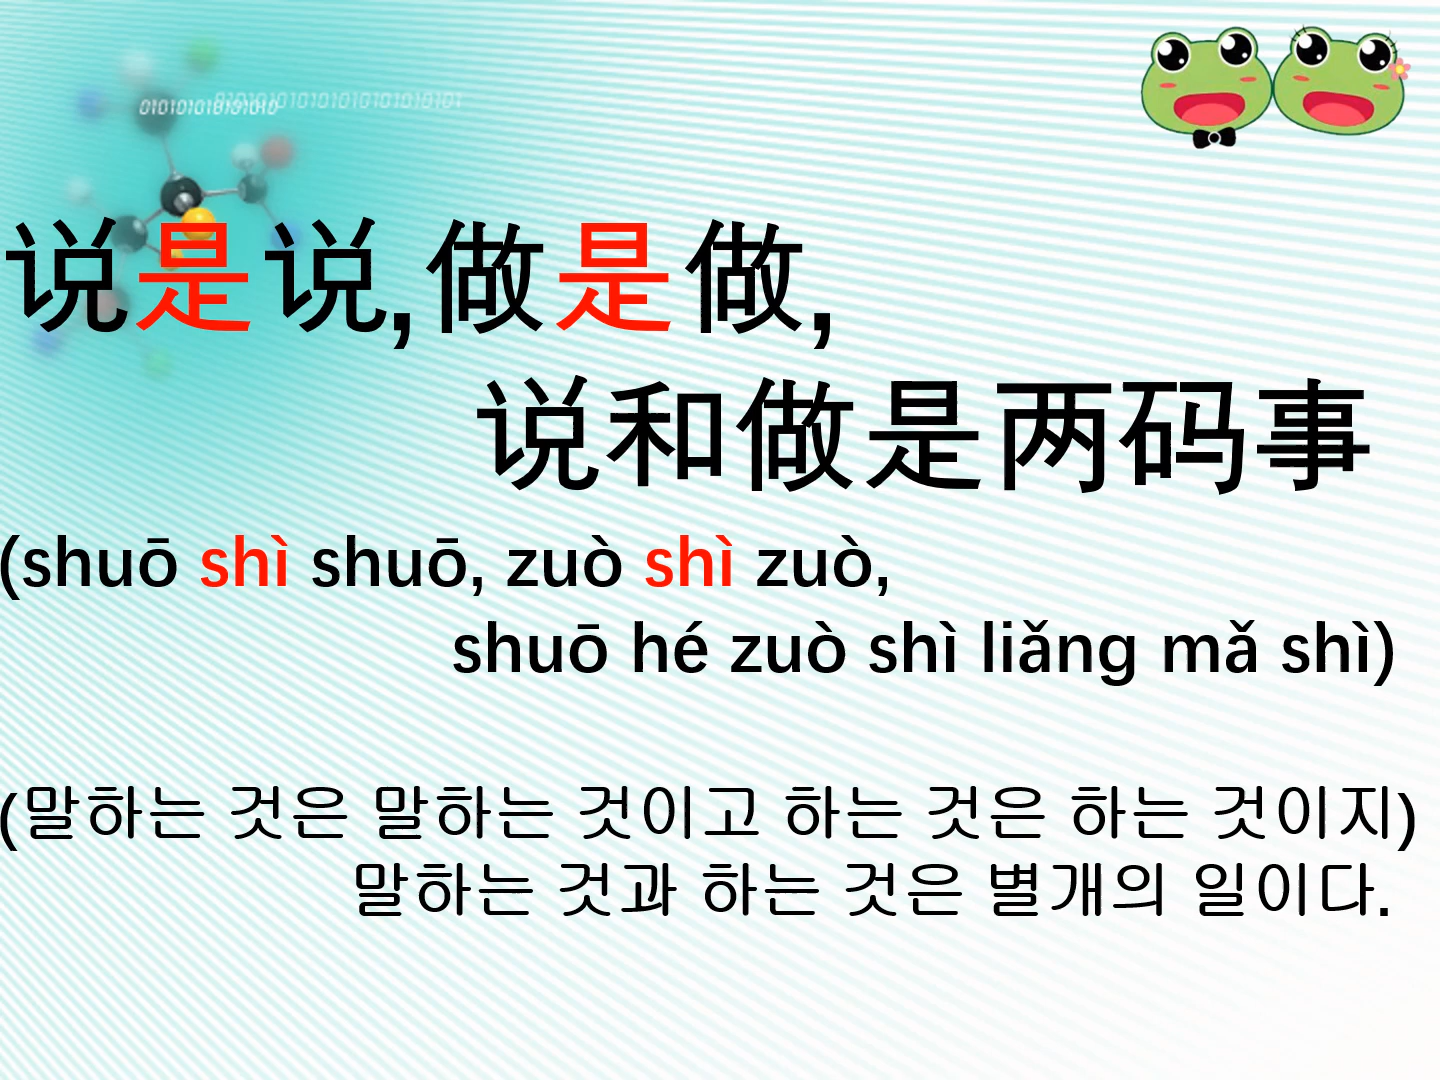 010101010101010
0101010101010101010101
说是说,做是做,
说和做是两码事
(shuō shì shuō, zuò shì zuò,
shuō hé zuò shì liǎng mǎ shì)
(말하는 것은 말하는 것이고 하는 것은 하는 것이지)
말하는 것과 하는 것은 별개의 일이다.